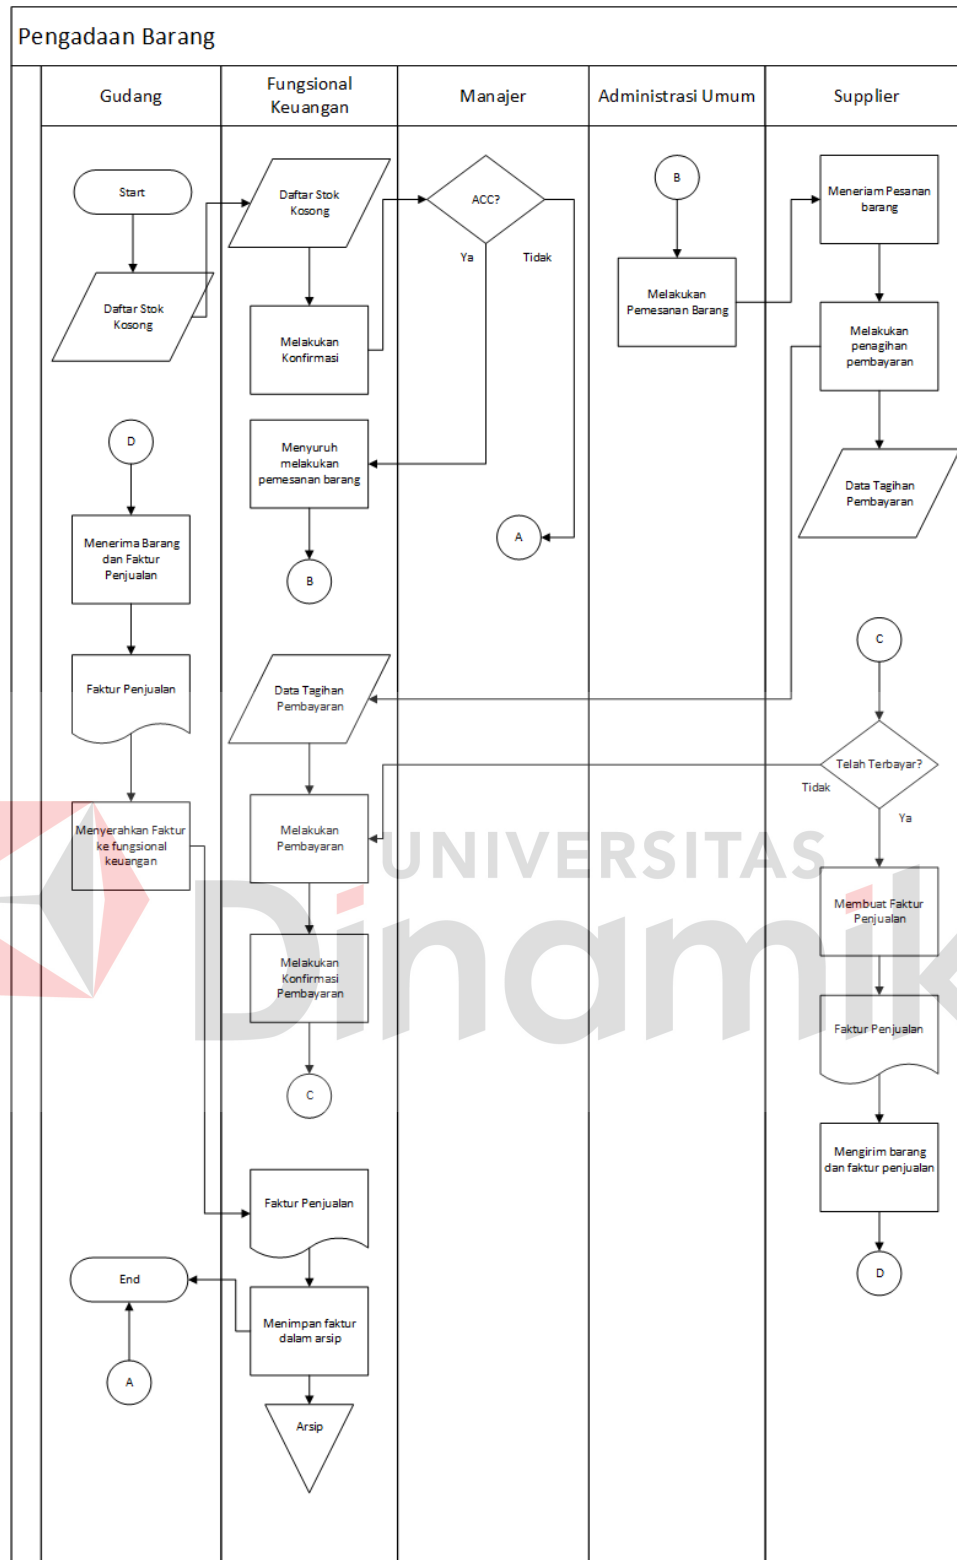 Pengadaan Barang
Gudang
Fungsional
Keuangan
Manajer
Administrasi Umum
Supplier
Start
Daftar Stok
Kosong
D
Menerima Barang
dan Faktur
Penjualan
Faktur Penjualan
Menyerahkan Faktur
ke fungsional
keuangan
End
A
Daftar Stok
Kosong
Melakukan
Konfirmasi
Menyuruh
melakukan
pemesanan barang
B
Data Tagihan
Pembayaran
Melakukan
Pembayaran
Melakukan
Konfirmasi
Pembayaran
C
Faktur Penjualan
Menimpan faktur
dalam arsip
Arsip
ACC?
Ya
Tidak
A
B
Melakukan
Pemesanan Barang
Meneriam Pesanan
barang
Melakukan
penagihan
pembayaran
Data Tagihan
Pembayaran
C
Telah Terbayar?
Tidak
Ya
Membuat Faktur
Penjualan
Faktur Penjualan
Mengirim barang
dan faktur penjualan
D
UNIVERSITAS
Dinamik